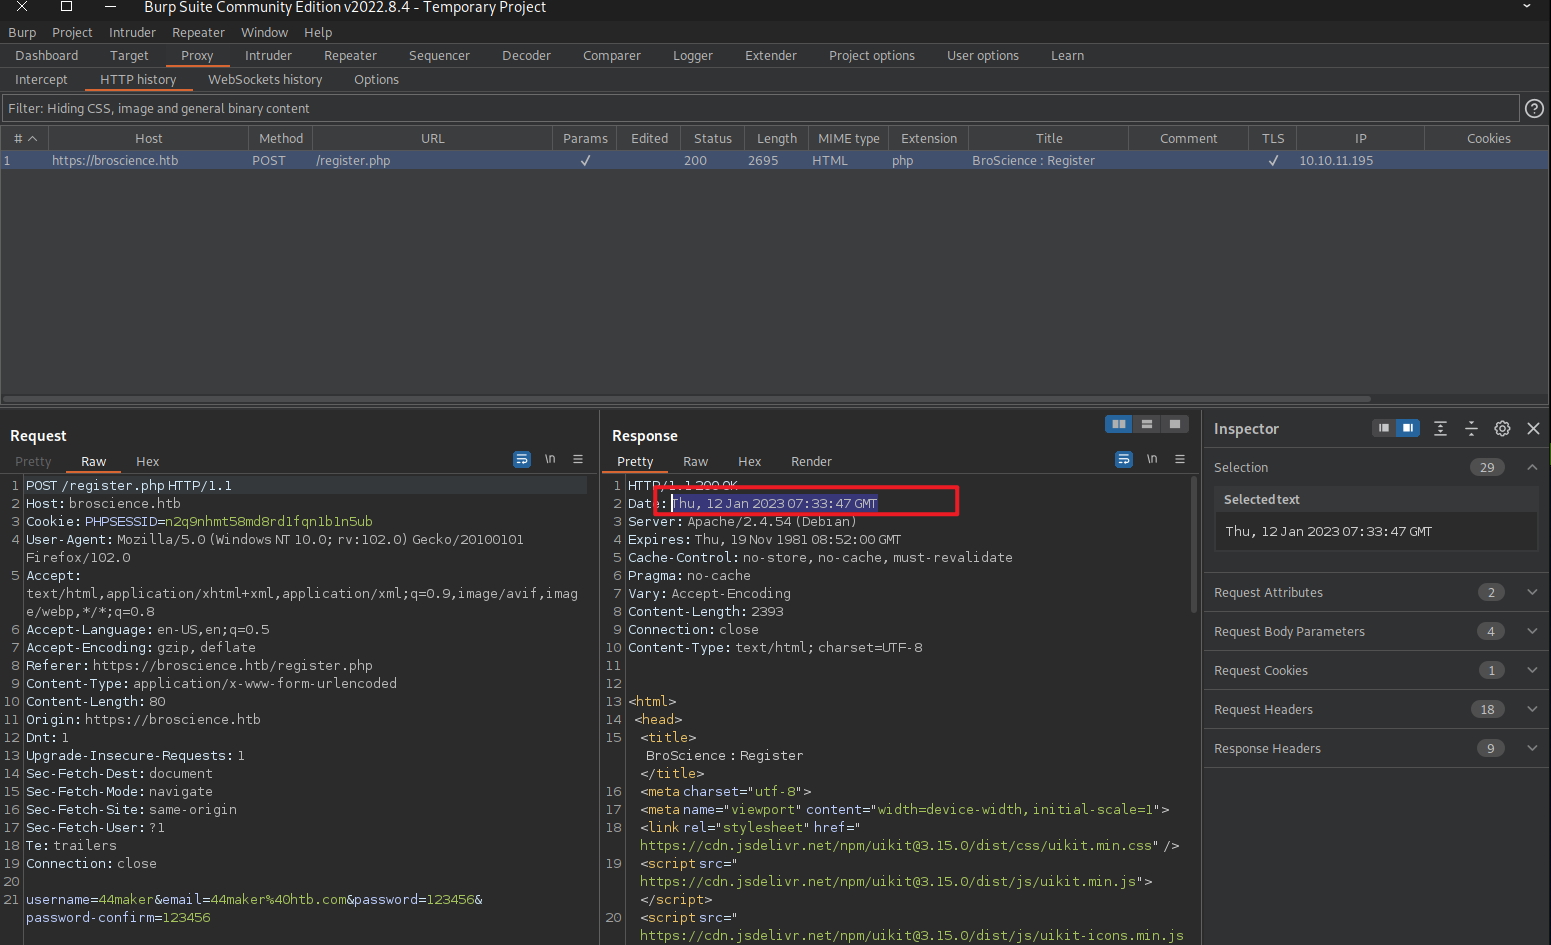 Burp Suite Community Edition v2022.8.4 - Temporary Project
Burp Project Intruder Repeater Window Help
Dashboard Target Proxy Intruder Repeater Sequencer Decoder Comparer Logger Extender Project options User options Learn
Intercept HTTP history WebSockets history Options
Filter: Hiding CSS, image and general binary content
# Host Method URL Params Edited Status Length MIME type Extension Title Comment TLS IP Cookies
1 https://broscience.htb POST /register.php ✓ 200 2695 HTML php BroScience : Register ✓ 10.10.11.195
Request
Pretty Raw Hex \n
1 POST /register.php HTTP/1.1
2 Host: broscience.htb
3 Cookie: PHPSESSID=n2q9nhmt58md8rd1fqn1b1n5ub
4 User-Agent: Mozilla/5.0 (Windows NT 10.0; rv:102.0) Gecko/20100101
Firefox/102.0
5 Accept:
text/html,application/xhtml+xml,application/xml;q=0.9,image/avif,imag
e/webp,*/*;q=0.8
6 Accept-Language: en-US,en;q=0.5
7 Accept-Encoding: gzip, deflate
8 Referer: https://broscience.htb/register.php
9 Content-Type: application/x-www-form-urlencoded
10 Content-Length: 80
11 Origin: https://broscience.htb
12 Dnt: 1
13 Upgrade-Insecure-Requests: 1
14 Sec-Fetch-Dest: document
15 Sec-Fetch-Mode: navigate
16 Sec-Fetch-Site: same-origin
17 Sec-Fetch-User: ?1
18 Te: trailers
19 Connection: close
20
21 username=44maker&email=44maker%40htb.com&password=123456&
password-confirm=123456
Response
Pretty Raw Hex Render \n
1 HTTP/1.1 200 OK
2 Date: Thu, 12 Jan 2023 07:33:47 GMT
3 Server: Apache/2.4.54 (Debian)
4 Expires: Thu, 19 Nov 1981 08:52:00 GMT
5 Cache-Control: no-store, no-cache, must-revalidate
6 Pragma: no-cache
7 Vary: Accept-Encoding
8 Content-Length: 2393
9 Connection: close
10 Content-Type: text/html; charset=UTF-8
11
12
13 <html>
14 <head>
15 <title>
BroScience : Register
</title>
16 <meta charset="utf-8">
17 <meta name="viewport" content="width=device-width, initial-scale=1">
18 <link rel="stylesheet" href="
https://cdn.jsdelivr.net/npm/uikit@3.15.0/dist/css/uikit.min.css" />
19 <script src="
https://cdn.jsdelivr.net/npm/uikit@3.15.0/dist/js/uikit.min.js">
</script>
20 <script src="
https://cdn.jsdelivr.net/npm/uikit@3.15.0/dist/js/uikit-icons.min.js
Inspector
Selection 29
Selected text
Thu, 12 Jan 2023 07:33:47 GMT
Request Attributes 2
Request Body Parameters 4
Request Cookies 1
Request Headers 18
Response Headers 9